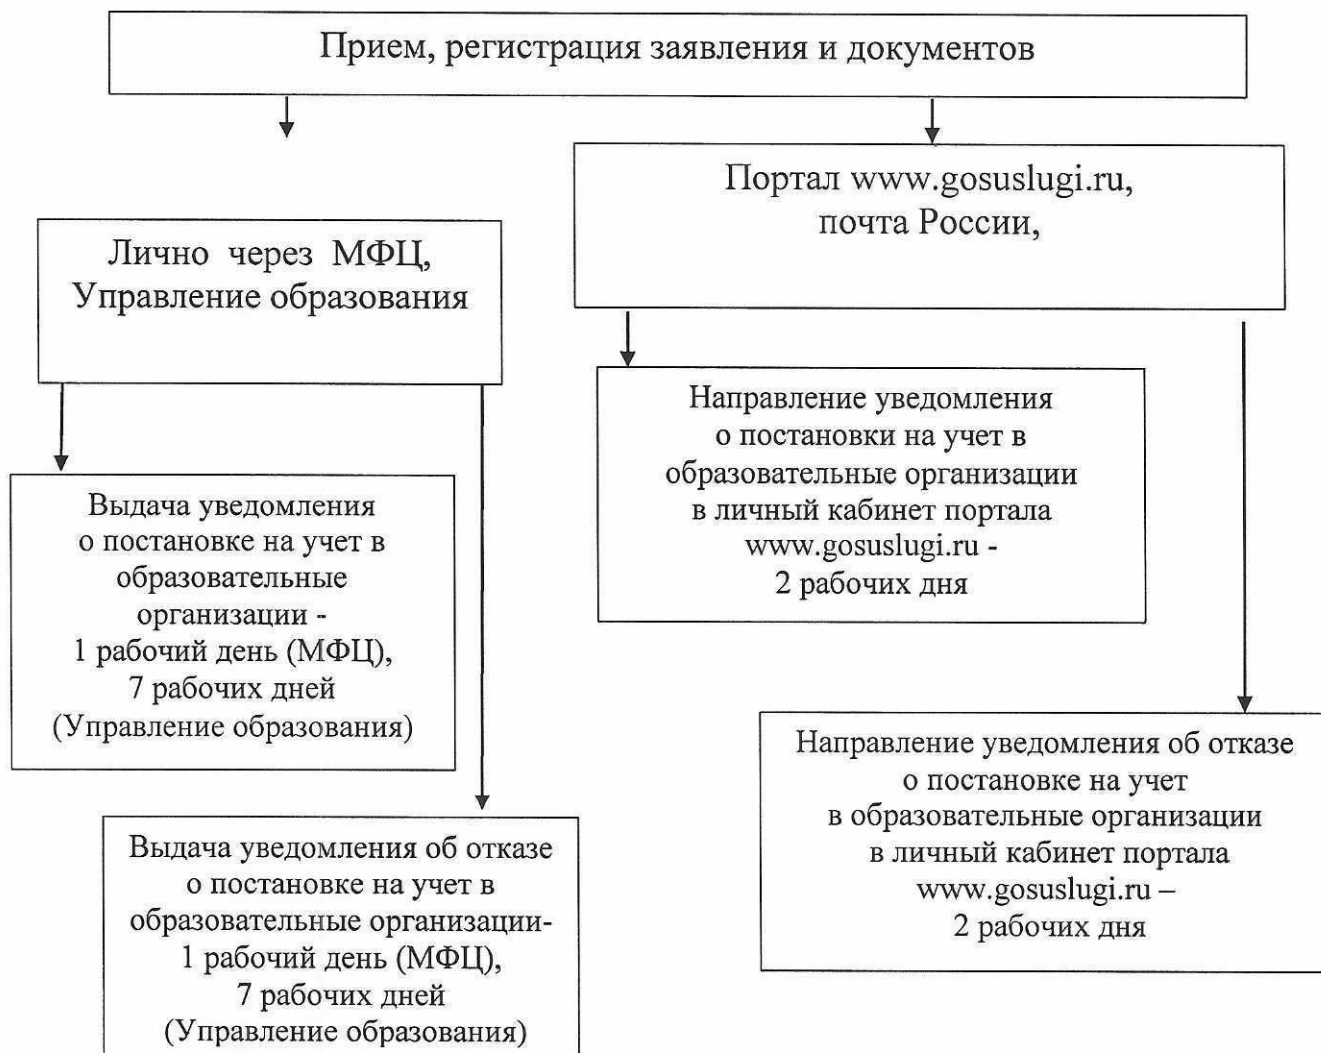 Прием, регистрация заявления и документов
Портал www.gosuslugi.ru,
почта России,
Лично через МФЦ,
Управление образования
Направление уведомления
о постановки на учет в
образовательные организации
в личный кабинет портала
www.gosuslugi.ru -
2 рабочих дня
Выдача уведомления
о постановке на учет в
образовательные
организации -
1 рабочий день (МФЦ),
7 рабочих дней
(Управление образования)
Направление уведомления об отказе
о постановке на учет
в образовательные организации
в личный кабинет портала
www.gosuslugi.ru –
2 рабочих дня
Выдача уведомления об отказе
о постановке на учет в
образовательные организации-
1 рабочий день (МФЦ),
7 рабочих дней
(Управление образования)